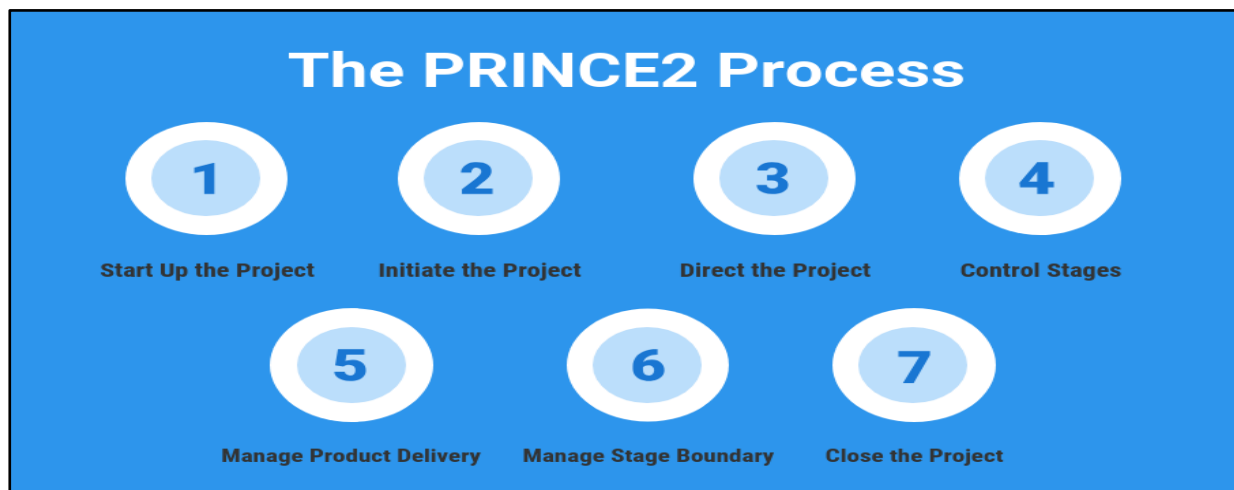 The PRINCE2 Process
1 2 3 4
Start Up the Project Initiate the Project Direct the Project Control Stages
5 6 7
Manage Product Delivery Manage Stage Boundary Close the Project